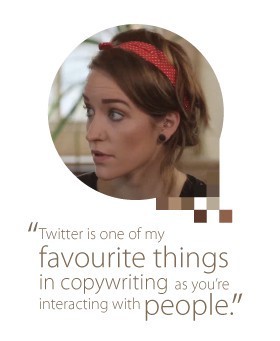 “Twitter is one of my
favourite things
in copywriting as you’re
interacting with people.”